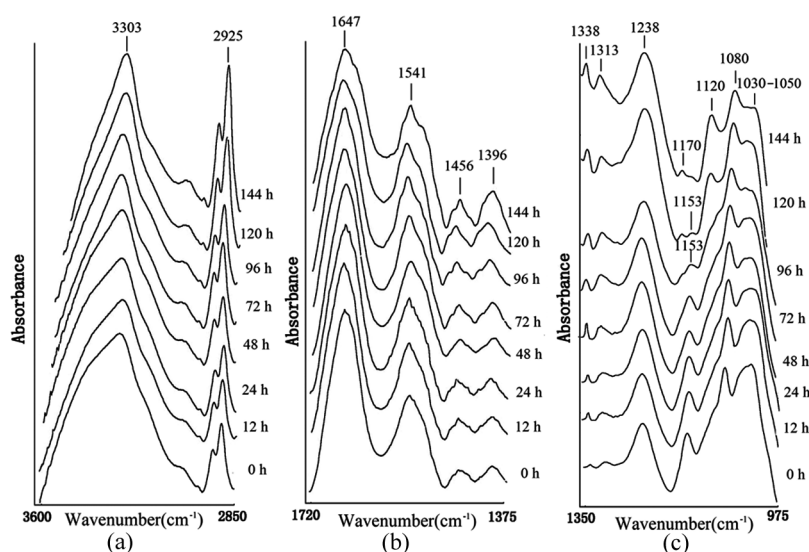 3303
2925
Absorbance
144 h
120 h
96 h
72 h
48 h
24 h
12 h
0 h
3600
Wavenumber(cm⁻¹)
2850
(a)
1647
1541
1456
1396
Absorbance
144 h
120 h
96 h
72 h
48 h
24 h
12 h
0 h
1720
Wavenumber(cm⁻¹)
1375
(b)
1338
1313
1238
1170
1153
1153
1120
1080
1030-1050
Absorbance
144 h
120 h
96 h
72 h
48 h
24 h
12 h
0 h
1350
Wavenumber(cm⁻¹)
975
(c)